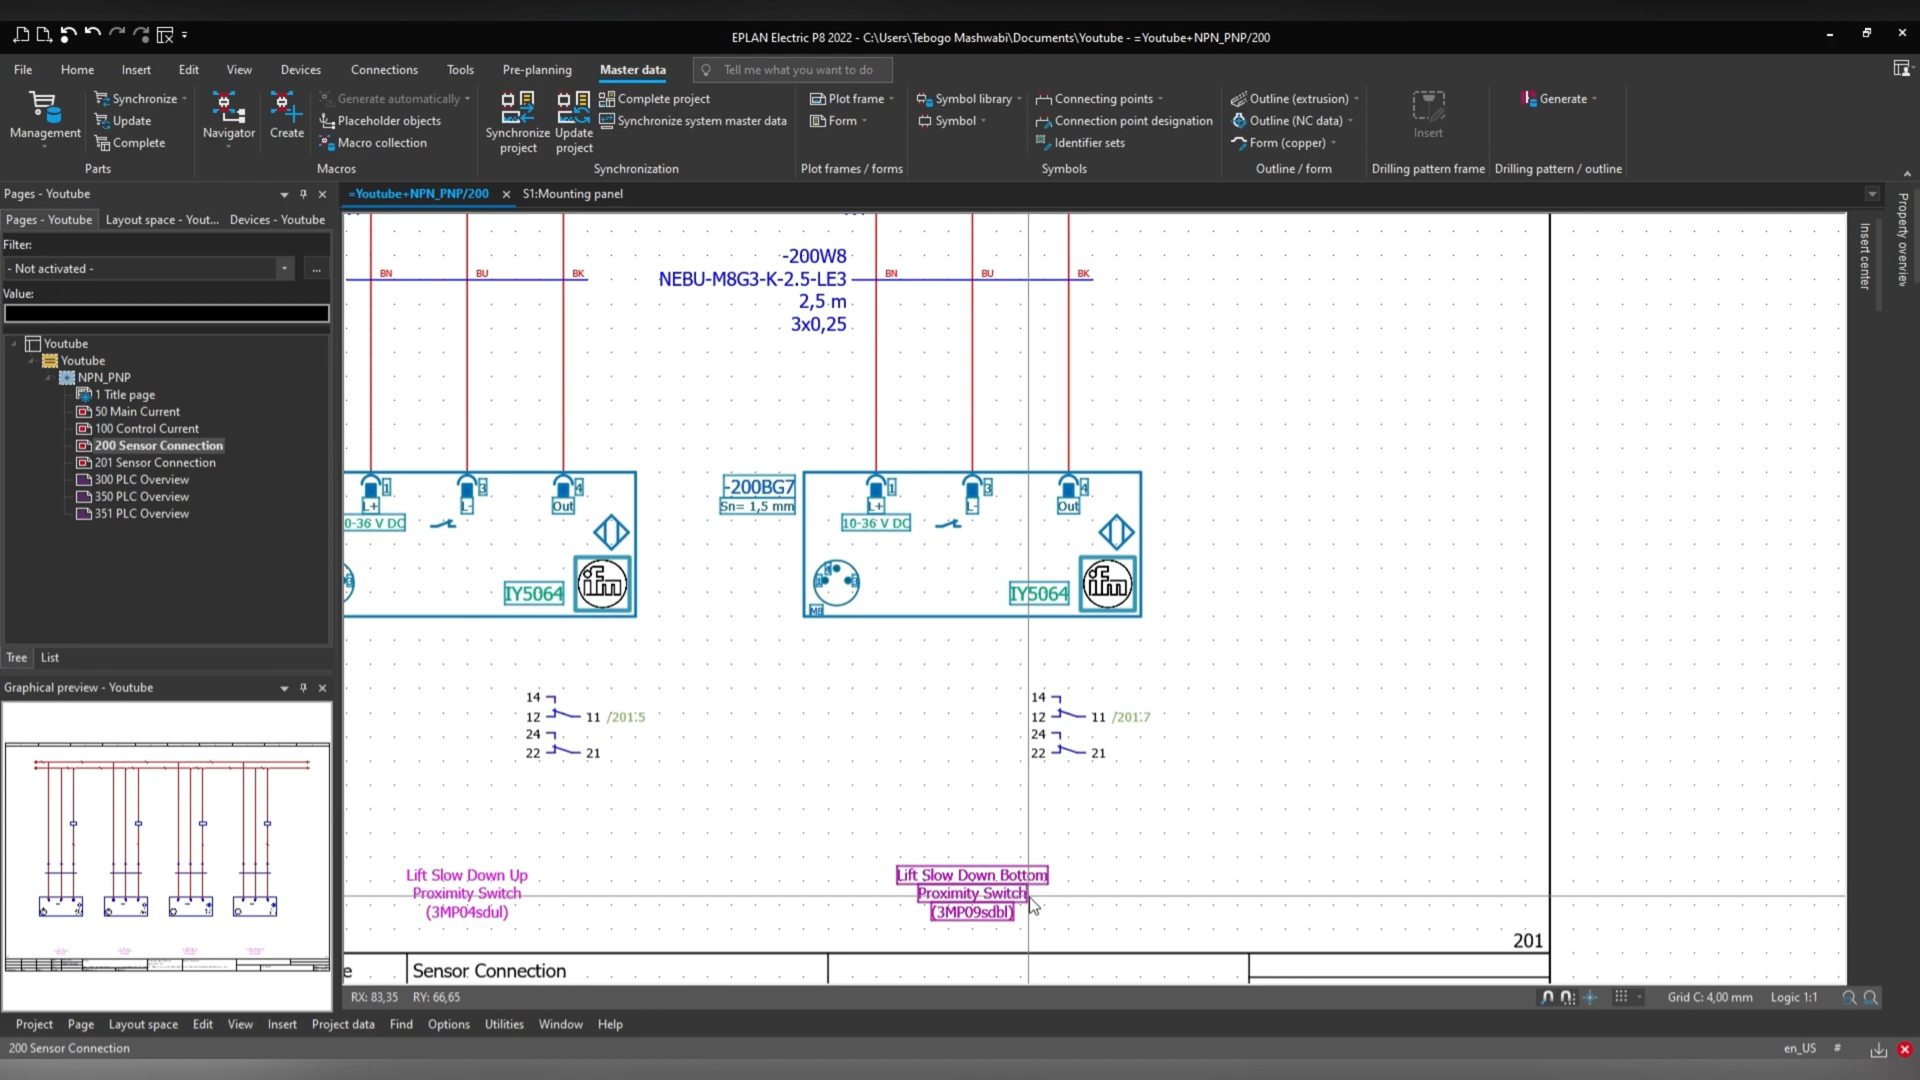 EPLAN Electric P8 2022 - C:\Users\Tebogo Mashwabi\Documents\Youtube - =Youtube+NPN_PNP/200
File Home Insert Edit View Devices Connections Tools Pre-planning Master data Tell me what you want to do
Management
Synchronize
Update
Complete
Parts
Navigator
Create
Generate automatically
Placeholder objects
Macro collection
Macros
Synchronize project
Update project
Complete project
Synchronize system master data
Synchronization
Plot frame
Form
Plot frames / forms
Symbol library
Symbol
Connecting points
Connection point designation
Identifier sets
Symbols
Outline (extrusion)
Outline (NC data)
Form (copper)
Outline / form
Insert
Drilling pattern frame
Generate
Drilling pattern / outline
Pages - Youtube
Pages - Youtube Layout space - Yout... Devices - Youtube
Filter:
- Not activated -
...
Value:
Youtube
Youtube
NPN_PNP
1 Title page
50 Main Current
100 Control Current
200 Sensor Connection
201 Sensor Connection
300 PLC Overview
350 PLC Overview
351 PLC Overview
Tree List
Graphical preview - Youtube
=Youtube+NPN_PNP/200 S1:Mounting panel
-200W8
NEBU-M8G3-K-2.5-LE3
2,5 m
3x0,25
BN BU BK
BN BU BK
1 3 4
L+ L- Out
0-36 V DC
IY5064
ifm
-200BG7
Sn= 1,5 mm
1 3 4
L+ L- Out
10-36 V DC
M8
IY5064
ifm
14
12 11 /201.5
24
22 21
14
12 11 /201.7
24
22 21
Lift Slow Down Up
Proximity Switch
(3MP04sdul)
Lift Slow Down Bottom
Proximity Switch
(3MP09sdbl)
201
e Sensor Connection
Insert center
Property overview
RX: 83,35 RY: 66,65
Grid C: 4,00 mm Logic 1:1
Project Page Layout space Edit View Insert Project data Find Options Utilities Window Help
200 Sensor Connection
en_US #